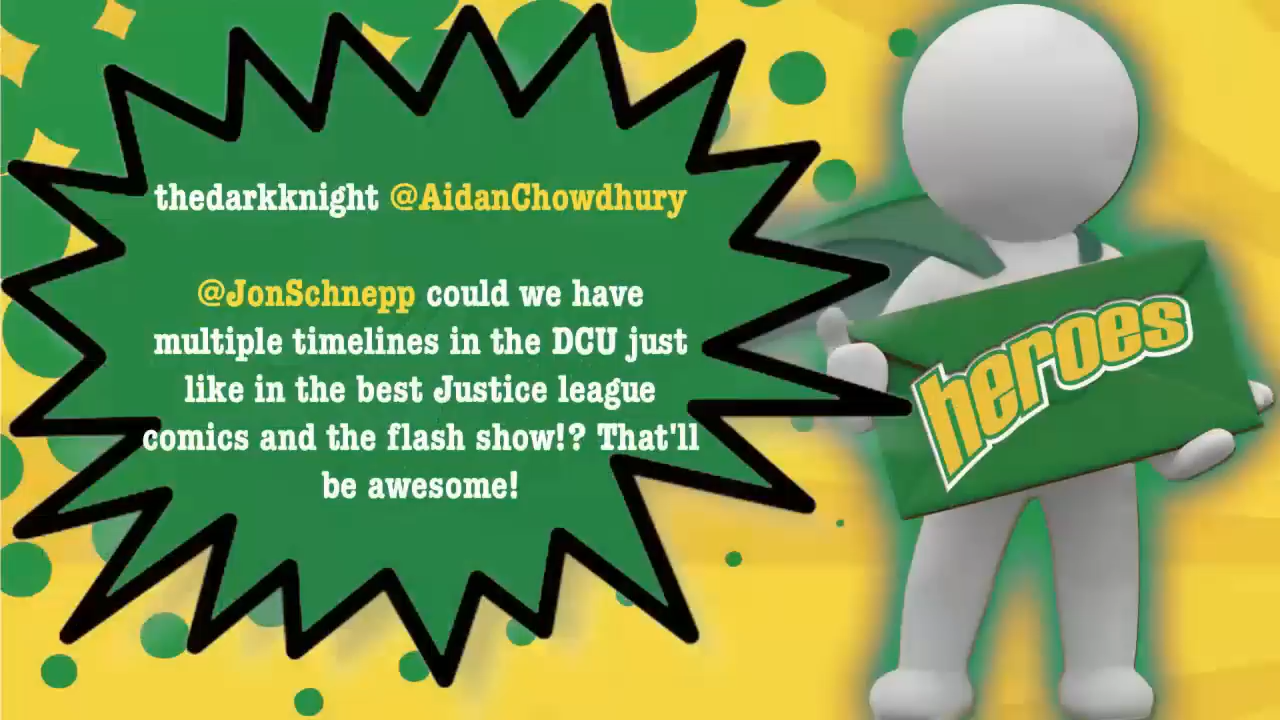 thedarkknight @AidanChowdhury
@JonSchnepp could we have
multiple timelines in the DCU just
like in the best Justice league
comics and the flash show!? That'll
be awesome!
heroes